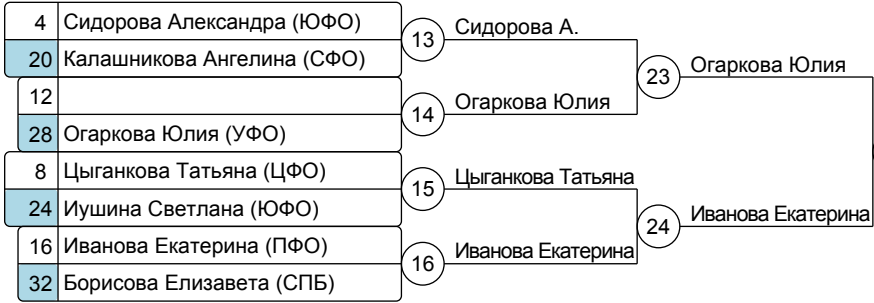 4 Сидорова Александра (ЮФО)
20 Калашникова Ангелина (СФО)
12
28 Огаркова Юлия (УФО)
8 Цыганкова Татьяна (ЦФО)
24 Иушина Светлана (ЮФО)
16 Иванова Екатерина (ПФО)
32 Борисова Елизавета (СПБ)
13 Сидорова А.
14 Огаркова Юлия
15 Цыганкова Татьяна
16 Иванова Екатерина
23 Огаркова Юлия
24 Иванова Екатерина